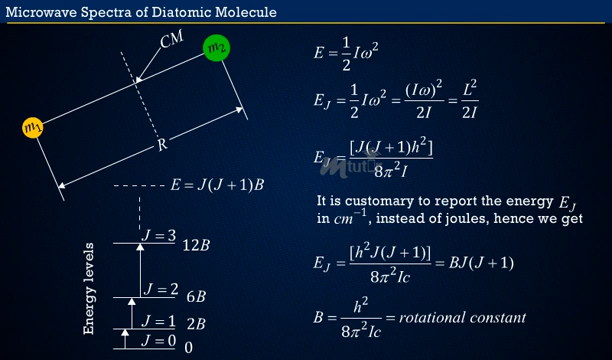 Microwave Spectra of Diatomic Molecule
CM
m₂
m₁
R
E = J(J + 1)B
Energy levels
J = 3 12B
J = 2 6B
J = 1 2B
J = 0 0
E = 1/2 Iω²
E_J = 1/2 Iω² = (Iω)²/2I = L²/2I
E_J = [J(J + 1)h²]/8π²I
mtutor
It is customary to report the energy E_J
in cm⁻¹, instead of joules, hence we get
E_J = [h²J(J + 1)]/8π²Ic = BJ(J + 1)
B = h²/8π²Ic = rotational constant